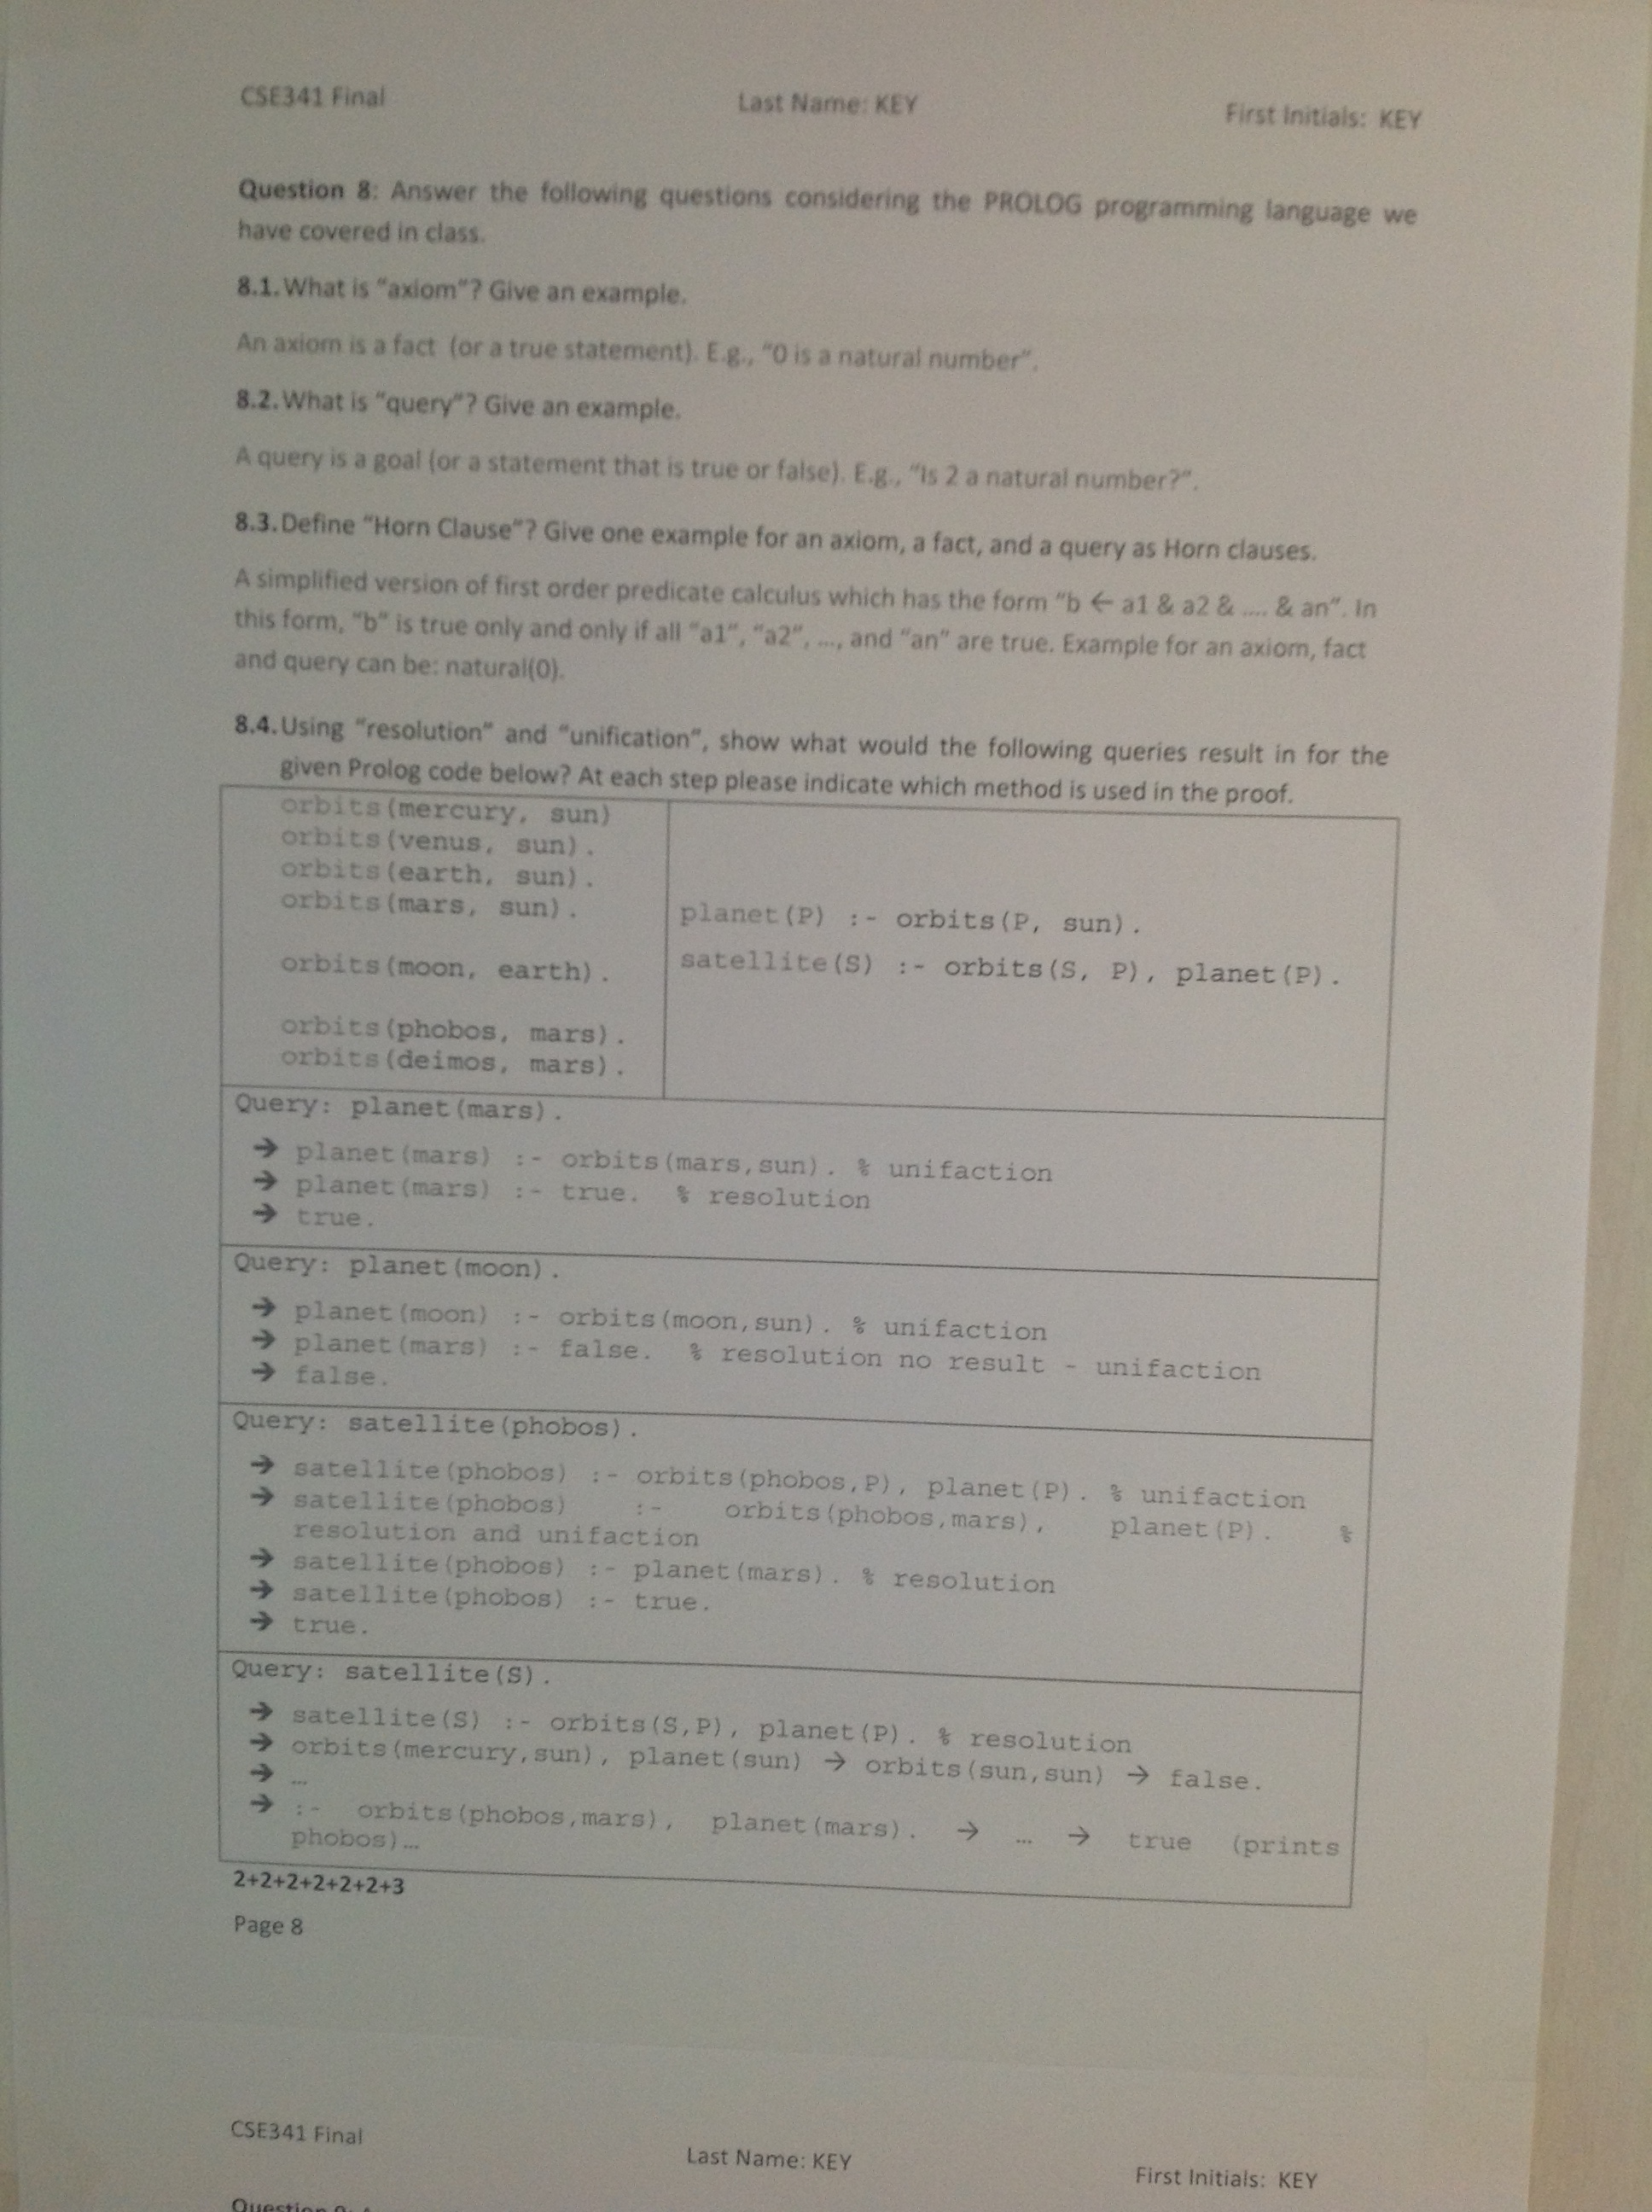 CSE341 Final Last Name: KEY First Initials: KEY
Question 8: Answer the following questions considering the PROLOG programming language we
have covered in class.
8.1. What is "axiom"? Give an example.
An axiom is a fact (or a true statement). E.g., "0 is a natural number".
8.2. What is "query"? Give an example.
A query is a goal (or a statement that is true or false). E.g., "Is 2 a natural number?".
8.3. Define "Horn Clause"? Give one example for an axiom, a fact, and a query as Horn clauses.
A simplified version of first order predicate calculus which has the form "b ← a1 & a2 & .... & an". In
this form, "b" is true only and only if all "a1", "a2", ..., and "an" are true. Example for an axiom, fact
and query can be: natural(0).
8.4. Using "resolution" and "unification", show what would the following queries result in for the
given Prolog code below? At each step please indicate which method is used in the proof.
orbits(mercury, sun)
orbits(venus, sun).
orbits(earth, sun).
orbits(mars, sun).
orbits(moon, earth).
orbits(phobos, mars).
orbits(deimos, mars).
planet(P) :- orbits(P, sun).
satellite(S) :- orbits(S, P), planet(P).
Query: planet(mars).
→ planet(mars) :- orbits(mars,sun). % unifaction
→ planet(mars) :- true. % resolution
→ true.
Query: planet(moon).
→ planet(moon) :- orbits(moon,sun). % unifaction
→ planet(mars) :- false. % resolution no result - unifaction
→ false.
Query: satellite(phobos).
→ satellite(phobos) :- orbits(phobos,P), planet(P). % unifaction
→ satellite(phobos) :- orbits(phobos,mars), planet(P). %
resolution and unifaction
→ satellite(phobos) :- planet(mars). % resolution
→ satellite(phobos) :- true.
→ true.
Query: satellite(S).
→ satellite(S) :- orbits(S,P), planet(P). % resolution
→ orbits(mercury,sun), planet(sun) → orbits(sun,sun) → false.
→ ...
→ :- orbits(phobos,mars), planet(mars). → ... → true (prints
phobos)...
2+2+2+2+2+2+3
Page 8
CSE341 Final Last Name: KEY First Initials: KEY